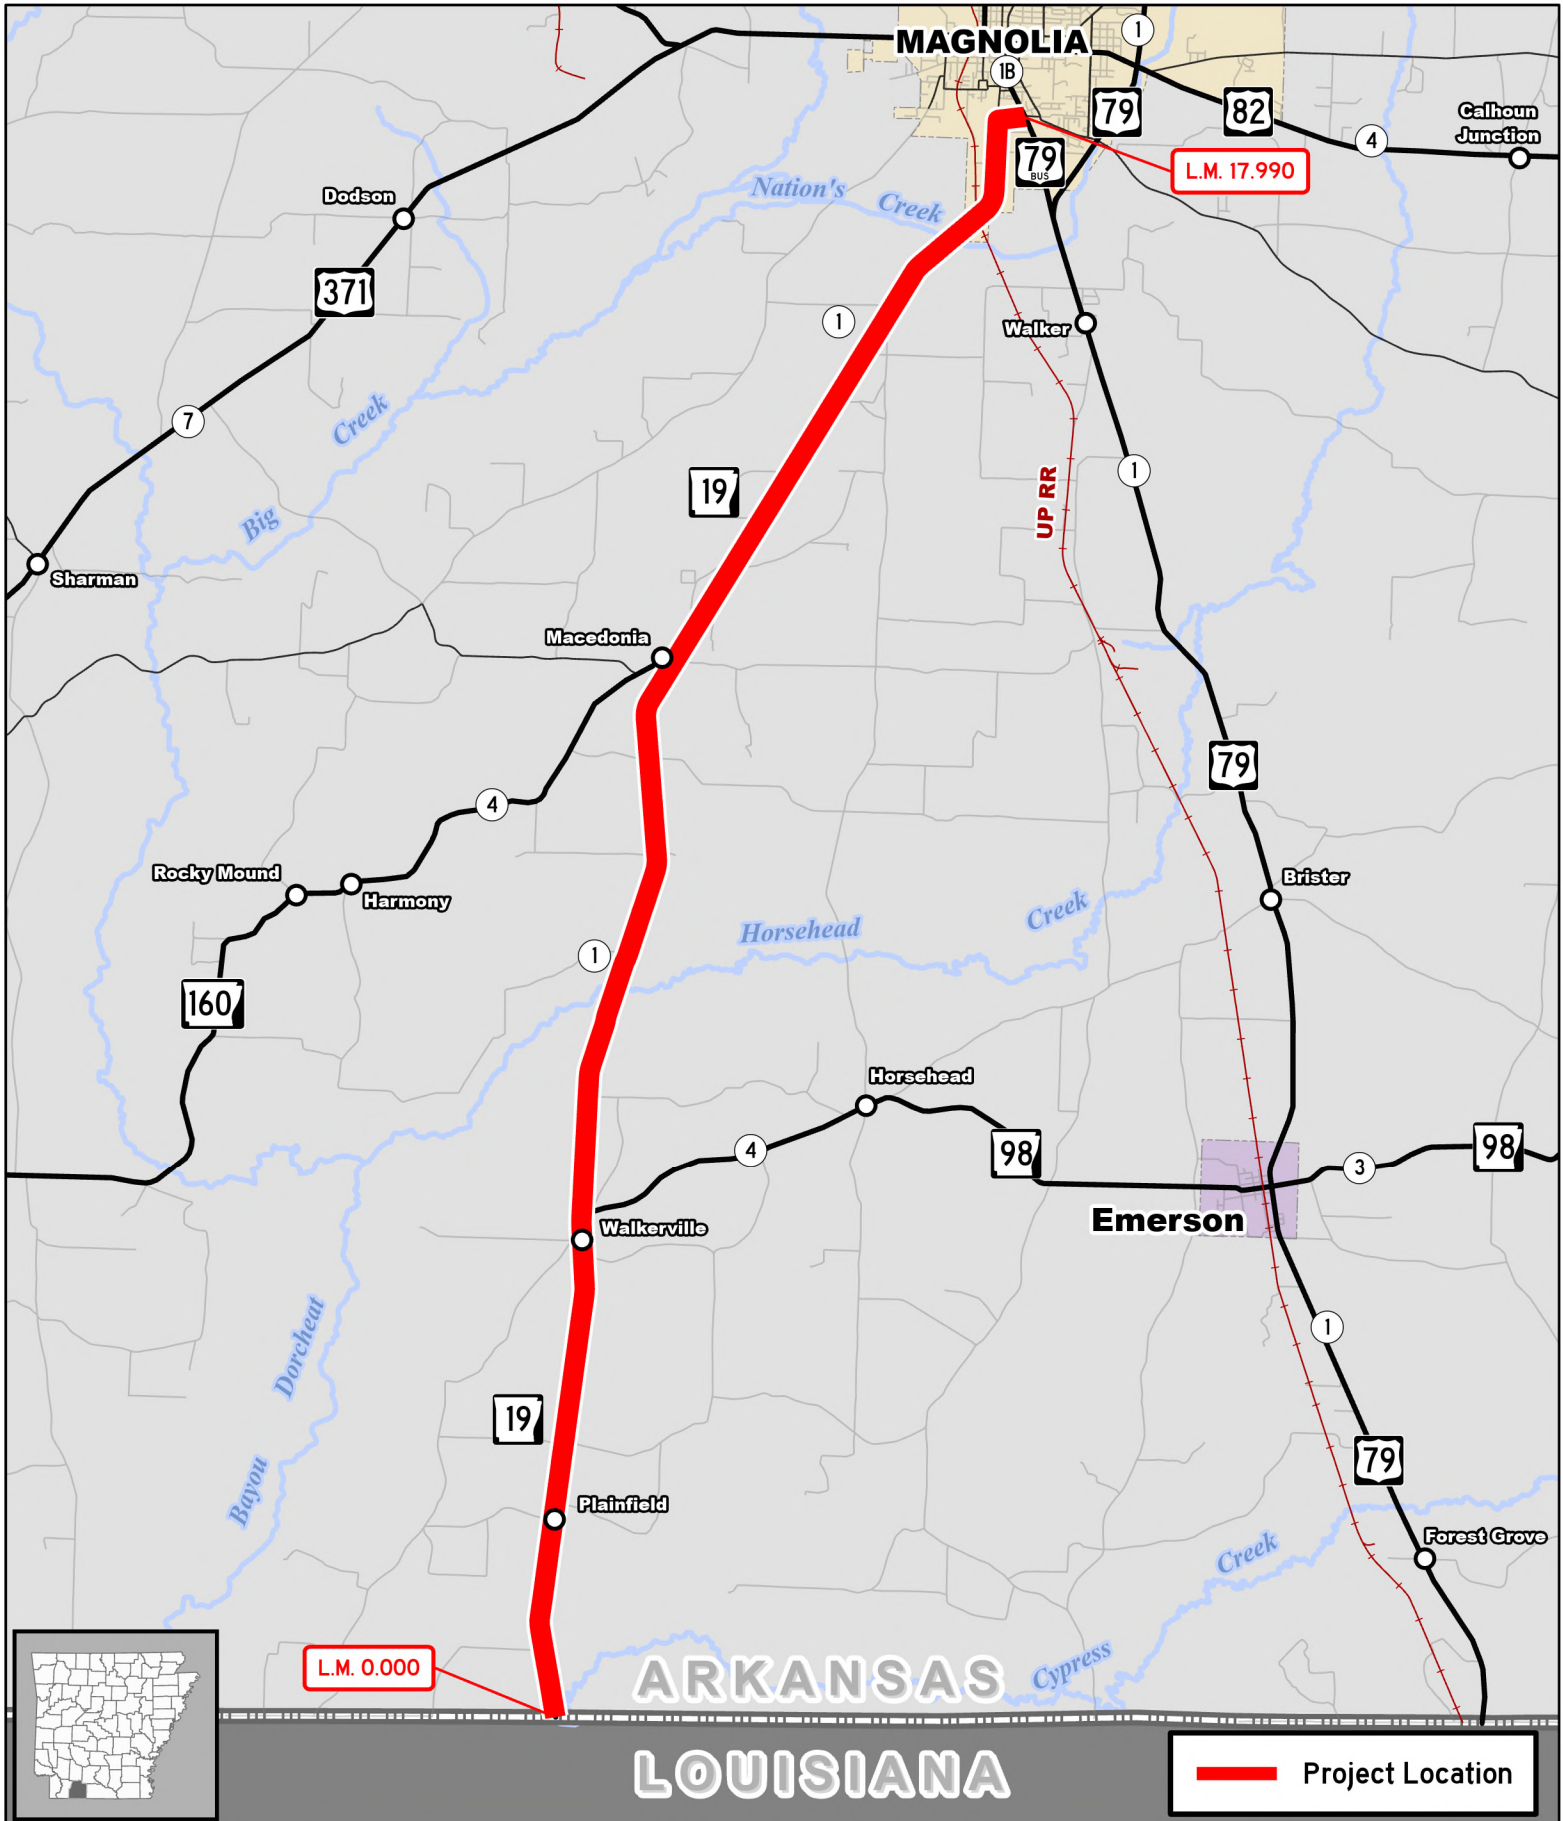 MAGNOLIA
1
1B
79
82
Calhoun
Junction
4
79
BUS
L.M. 17.990
Dodson
Nation's
Creek
371
1
Walker
7
Creek
19
1
UP RR
Big
Sharman
Macedonia
79
4
Rocky Mound
Harmony
Brister
Horsehead
Creek
1
160
Horsehead
4
98
98
3
Emerson
Walkerville
Dorcheat
1
19
79
Bayou
Plainfield
Forest Grove
Creek
L.M. 0.000
ARKANSAS
Cypress
LOUISIANA
Project Location